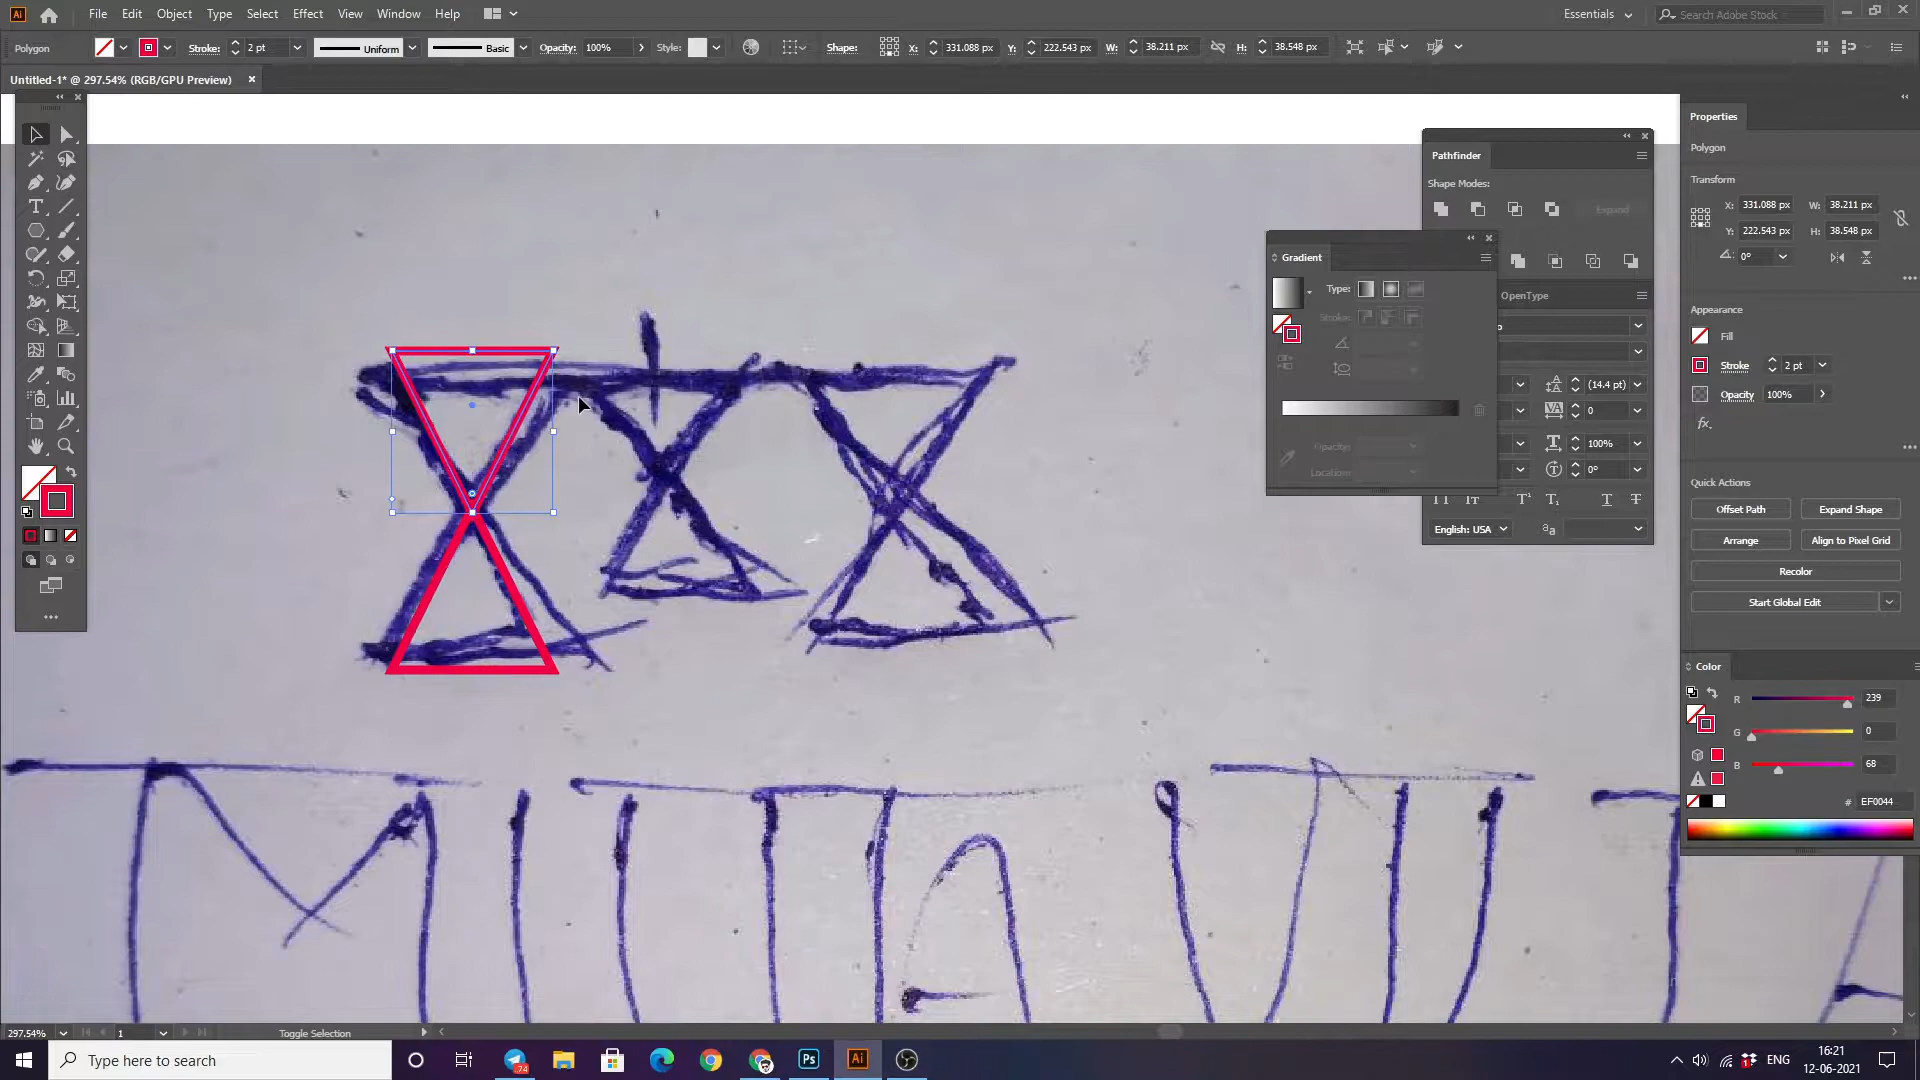 File Edit Object Type Select Effect View Window Help
Essentials
Search Adobe Stock
Polygon
Stroke: 2 pt
Uniform
Basic
Opacity: 100%
Style:
Shape:
X: 331.088 px
Y: 222.543 px
W: 38.211 px
H: 38.548 px
Untitled-1* @ 297.54% (RGB/GPU Preview)
Properties
Polygon
Transform
X: 331.088 px W: 38.211 px
Y: 222.543 px H: 38.548 px
0°
Appearance
Fill
Stroke 2 pt
Opacity 100%
fx.
Quick Actions
Offset Path Expand Shape
Arrange Align to Pixel Grid
Recolor
Start Global Edit
Color
R 239
G 0
B 64
# EF0044
Pathfinder
Shape Modes:
Expand
OpenType
(14.4 pt)
0
100%
0°
English: USA
Gradient
Type:
Stroke:
Opacity:
Location:
297.54% 1 Toggle Selection
Type here to search
74
Ps
Ai
ENG
16:21
12-06-2021